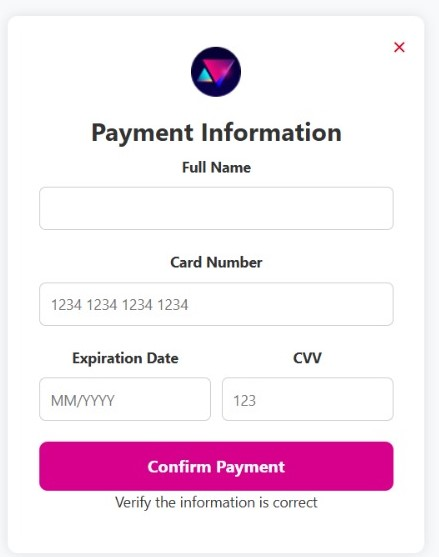 ×
Payment Information
Full Name
Card Number
1234 1234 1234 1234
Expiration Date CVV
MM/YYYY 123
Confirm Payment
Verify the information is correct